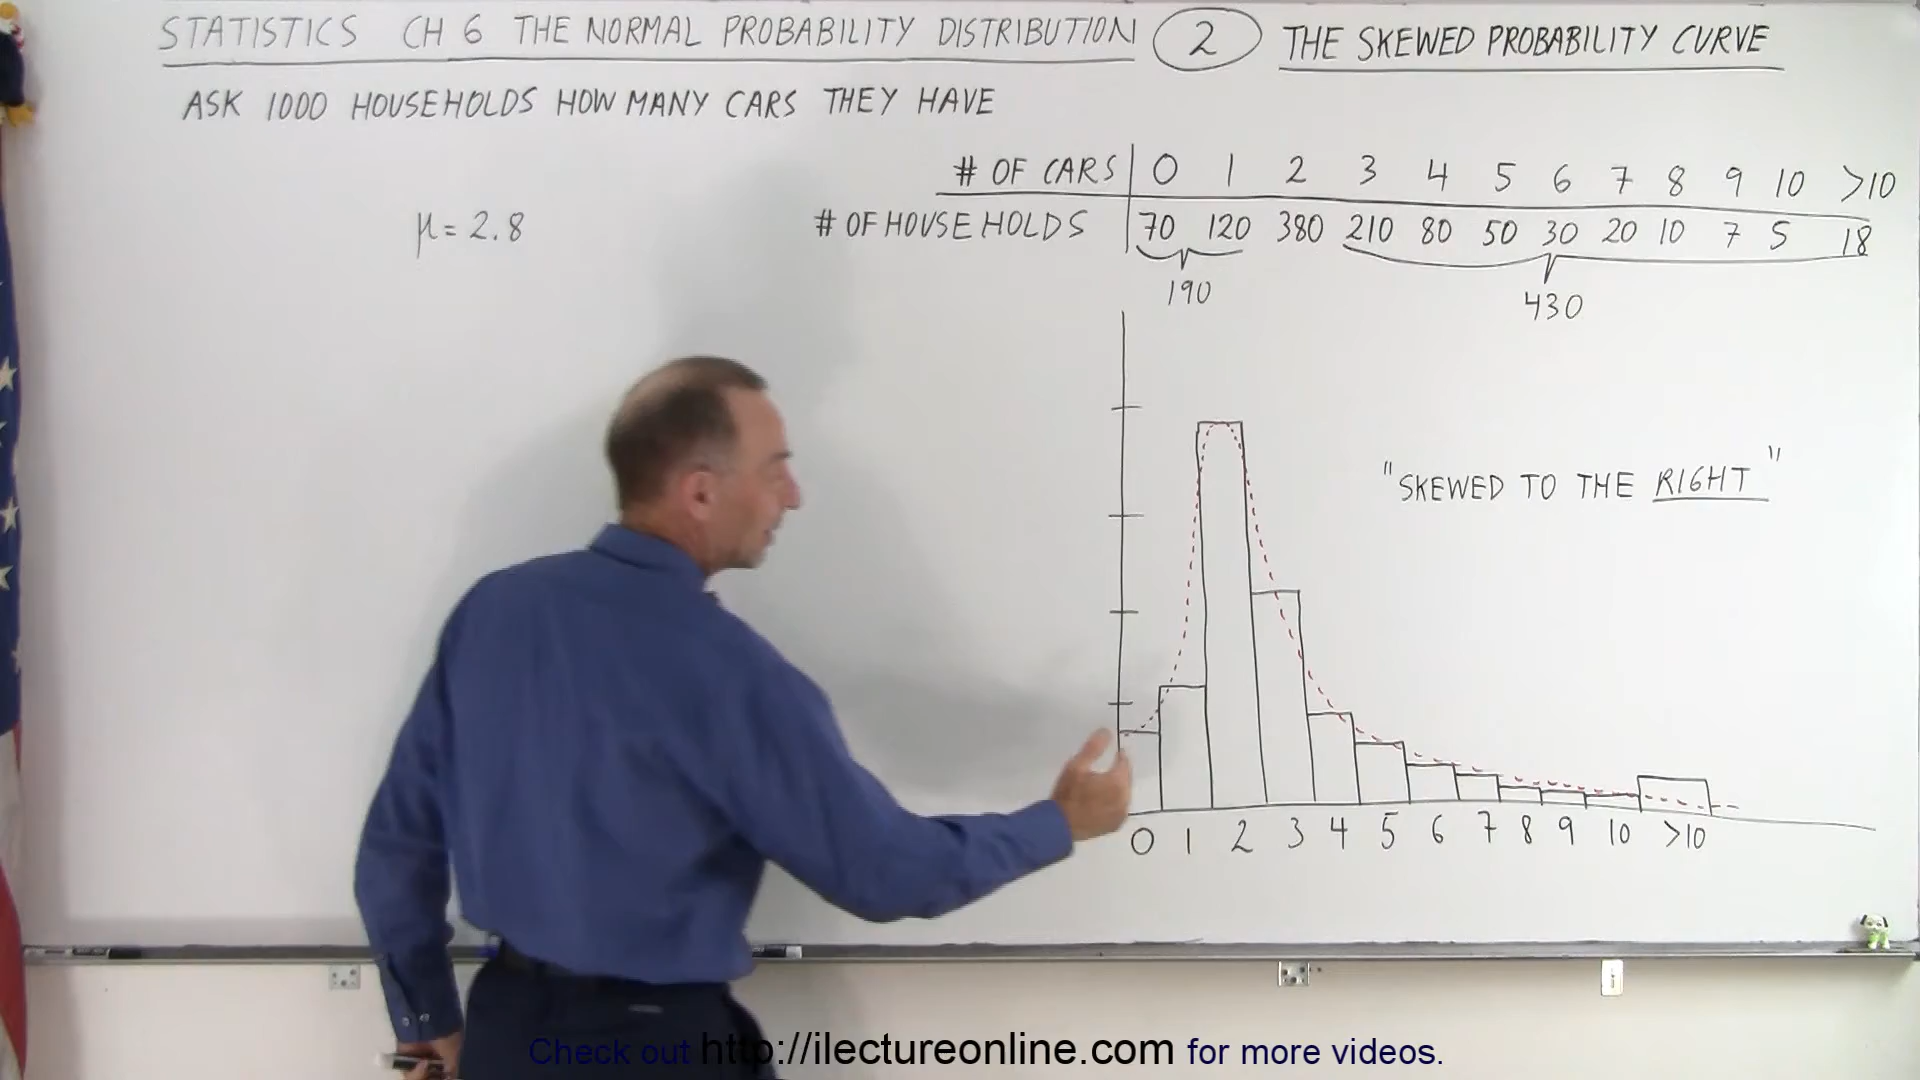 STATISTICS CH 6 THE NORMAL PROBABILITY DISTRIBUTION 2 THE SKEWED PROBABILITY CURVE
ASK 1000 HOUSEHOLDS HOW MANY CARS THEY HAVE
# OF CARS 0 1 2 3 4 5 6 7 8 9 10 >10
μ = 2.8 # OF HOUSEHOLDS 70 120 380 210 80 50 30 20 10 7 5 18
190 430
"SKEWED TO THE RIGHT"
0 1 2 3 4 5 6 7 8 9 10 >10
Check out http://ilectureonline.com for more videos.